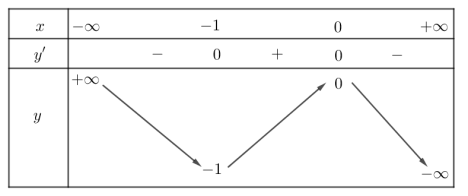 x −∞ −1 0 +∞
y′ − 0 + 0 −
+∞ 0
y
−1 −∞